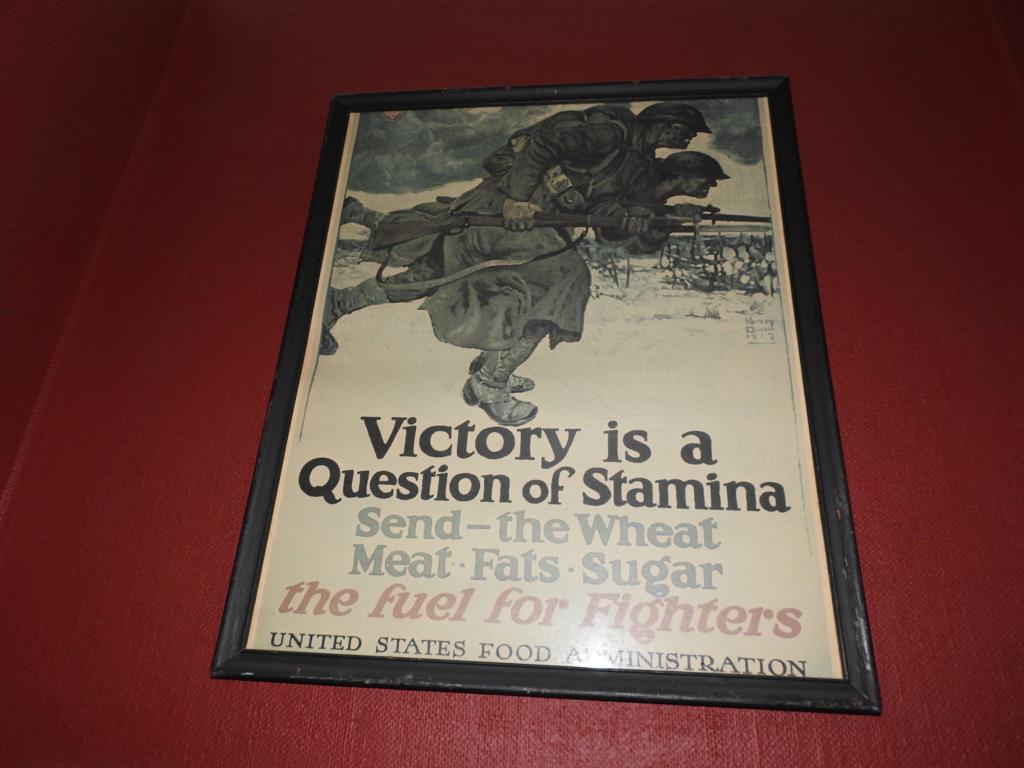 Victory is a
Question of Stamina
Send - the Wheat
Meat · Fats · Sugar
the fuel for Fighters
UNITED STATES FOOD ADMINISTRATION